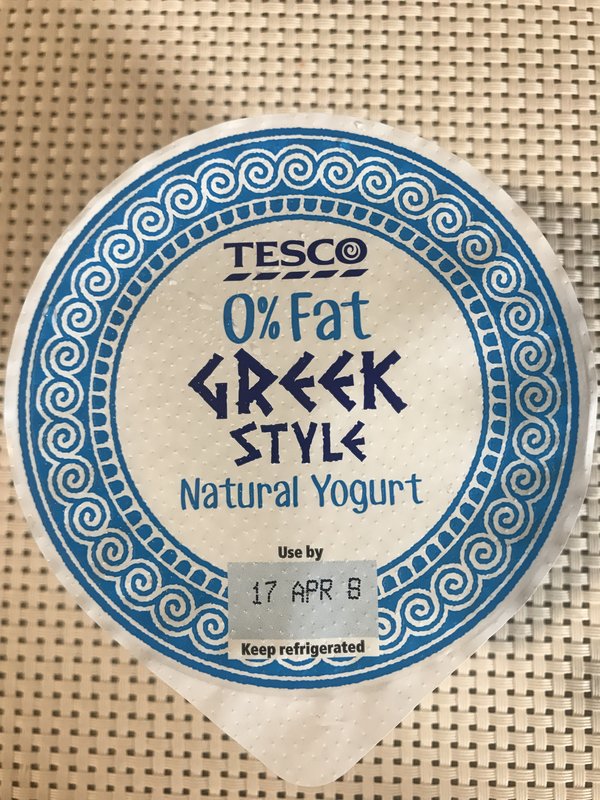 TESCO
0% Fat
GREEK
STYLE
Natural Yogurt
Use by
17 APR 8
Keep refrigerated